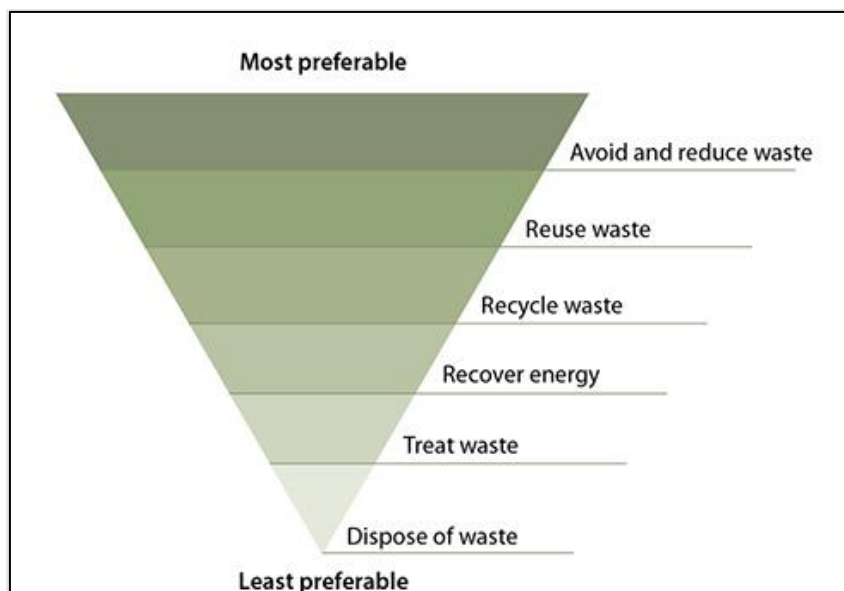 Most preferable
Avoid and reduce waste
Reuse waste
Recycle waste
Recover energy
Treat waste
Dispose of waste
Least preferable